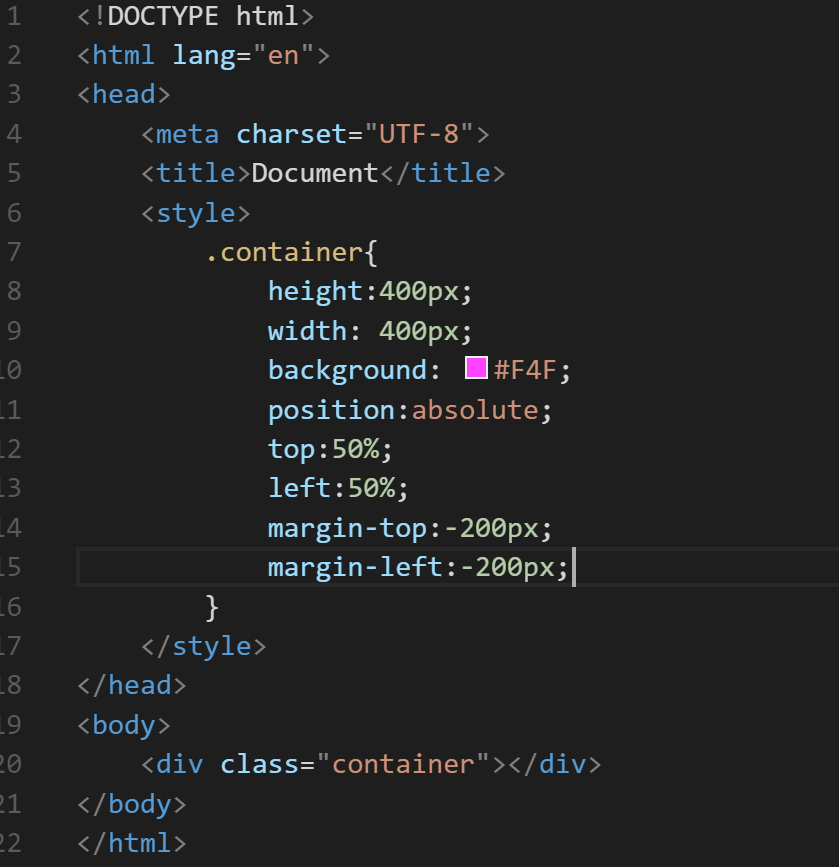 1 <!DOCTYPE html>
2 <html lang="en">
3 <head>
4     <meta charset="UTF-8">
5     <title>Document</title>
6     <style>
7         .container{
8             height:400px;
9             width: 400px;
10             background: #F4F;
11             position:absolute;
12             top:50%;
13             left:50%;
14             margin-top:-200px;
15             margin-left:-200px;
16         }
17     </style>
18 </head>
19 <body>
20     <div class="container"></div>
21 </body>
22 </html>